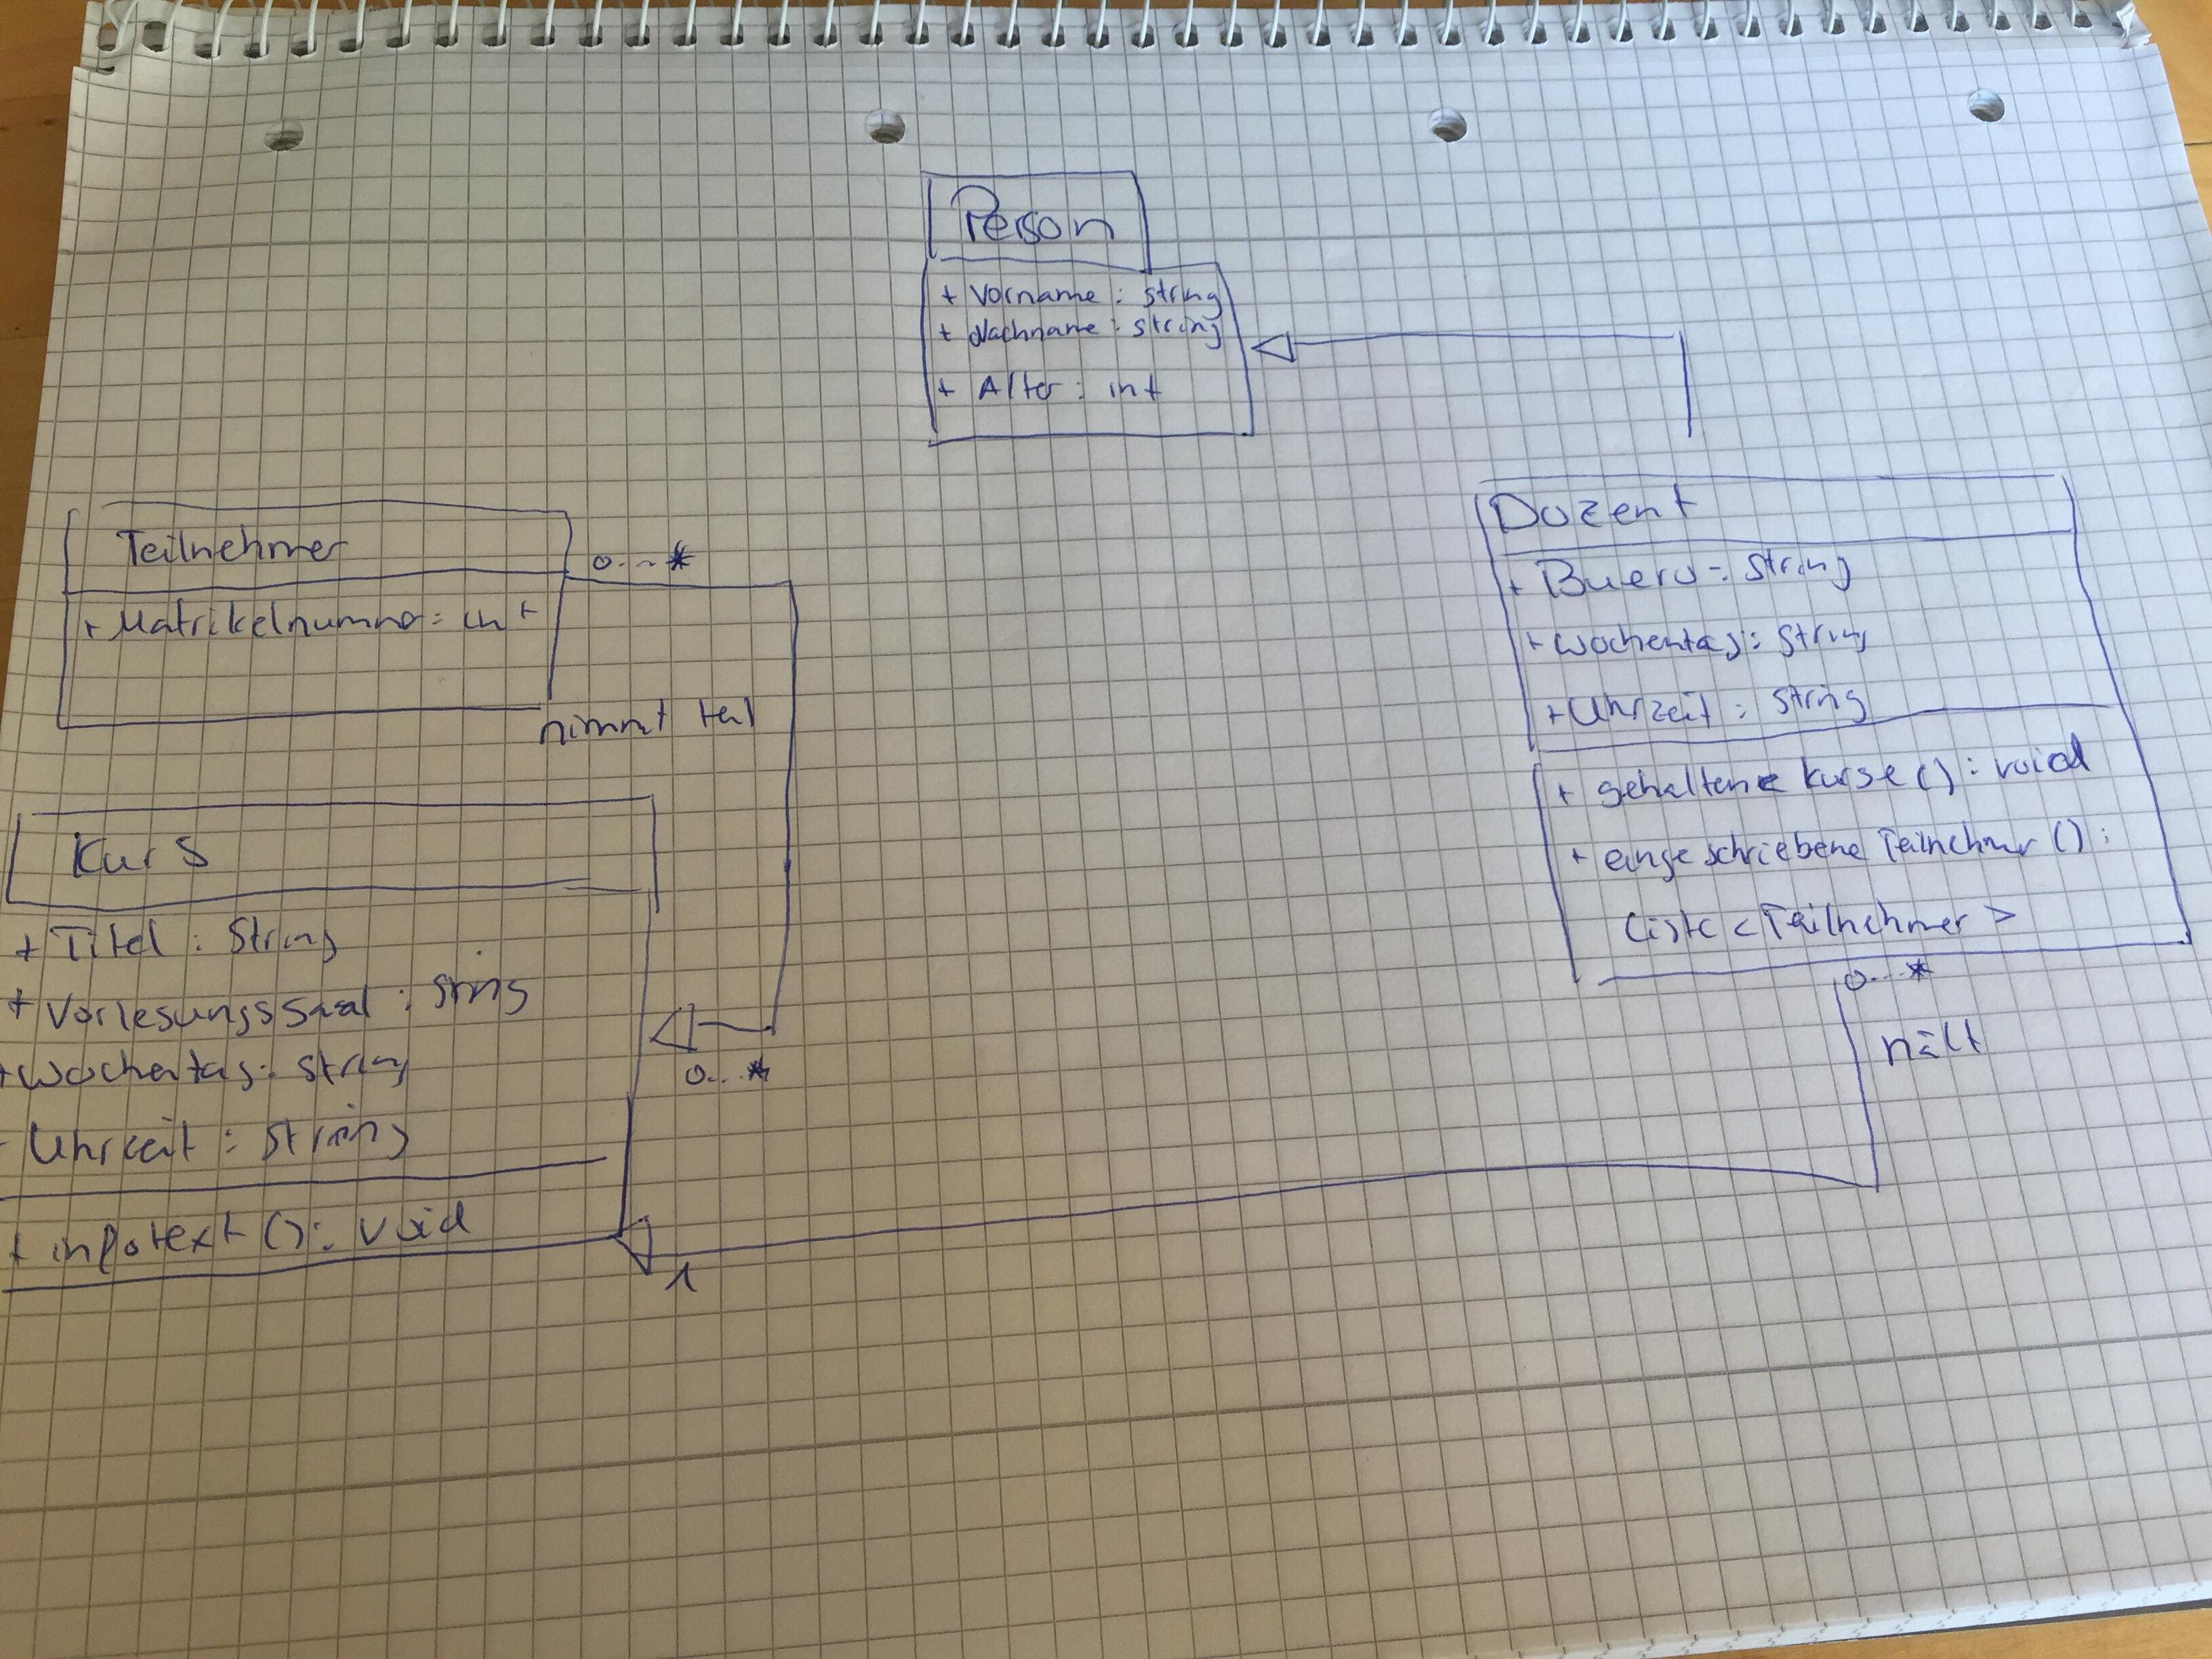 Person
+ Vorname : string
+ Nachname : string
+ Alter : int
Teilnehmer
0...*
+ Matrikelnummer : int
nimmt teil
Kurs
+ Titel : String
+ Vorlesungssaal : String
+ Wochentag : String
+ Uhrzeit : String
+ infotext () : void
0...*
1
Dozent
+ Buero : String
+ Wochentag : String
+ Uhrzeit : String
+ gehaltene kurse () : void
+ eingeschriebene Teilnehmer () :
Liste < Teilnehmer >
0...*
hält